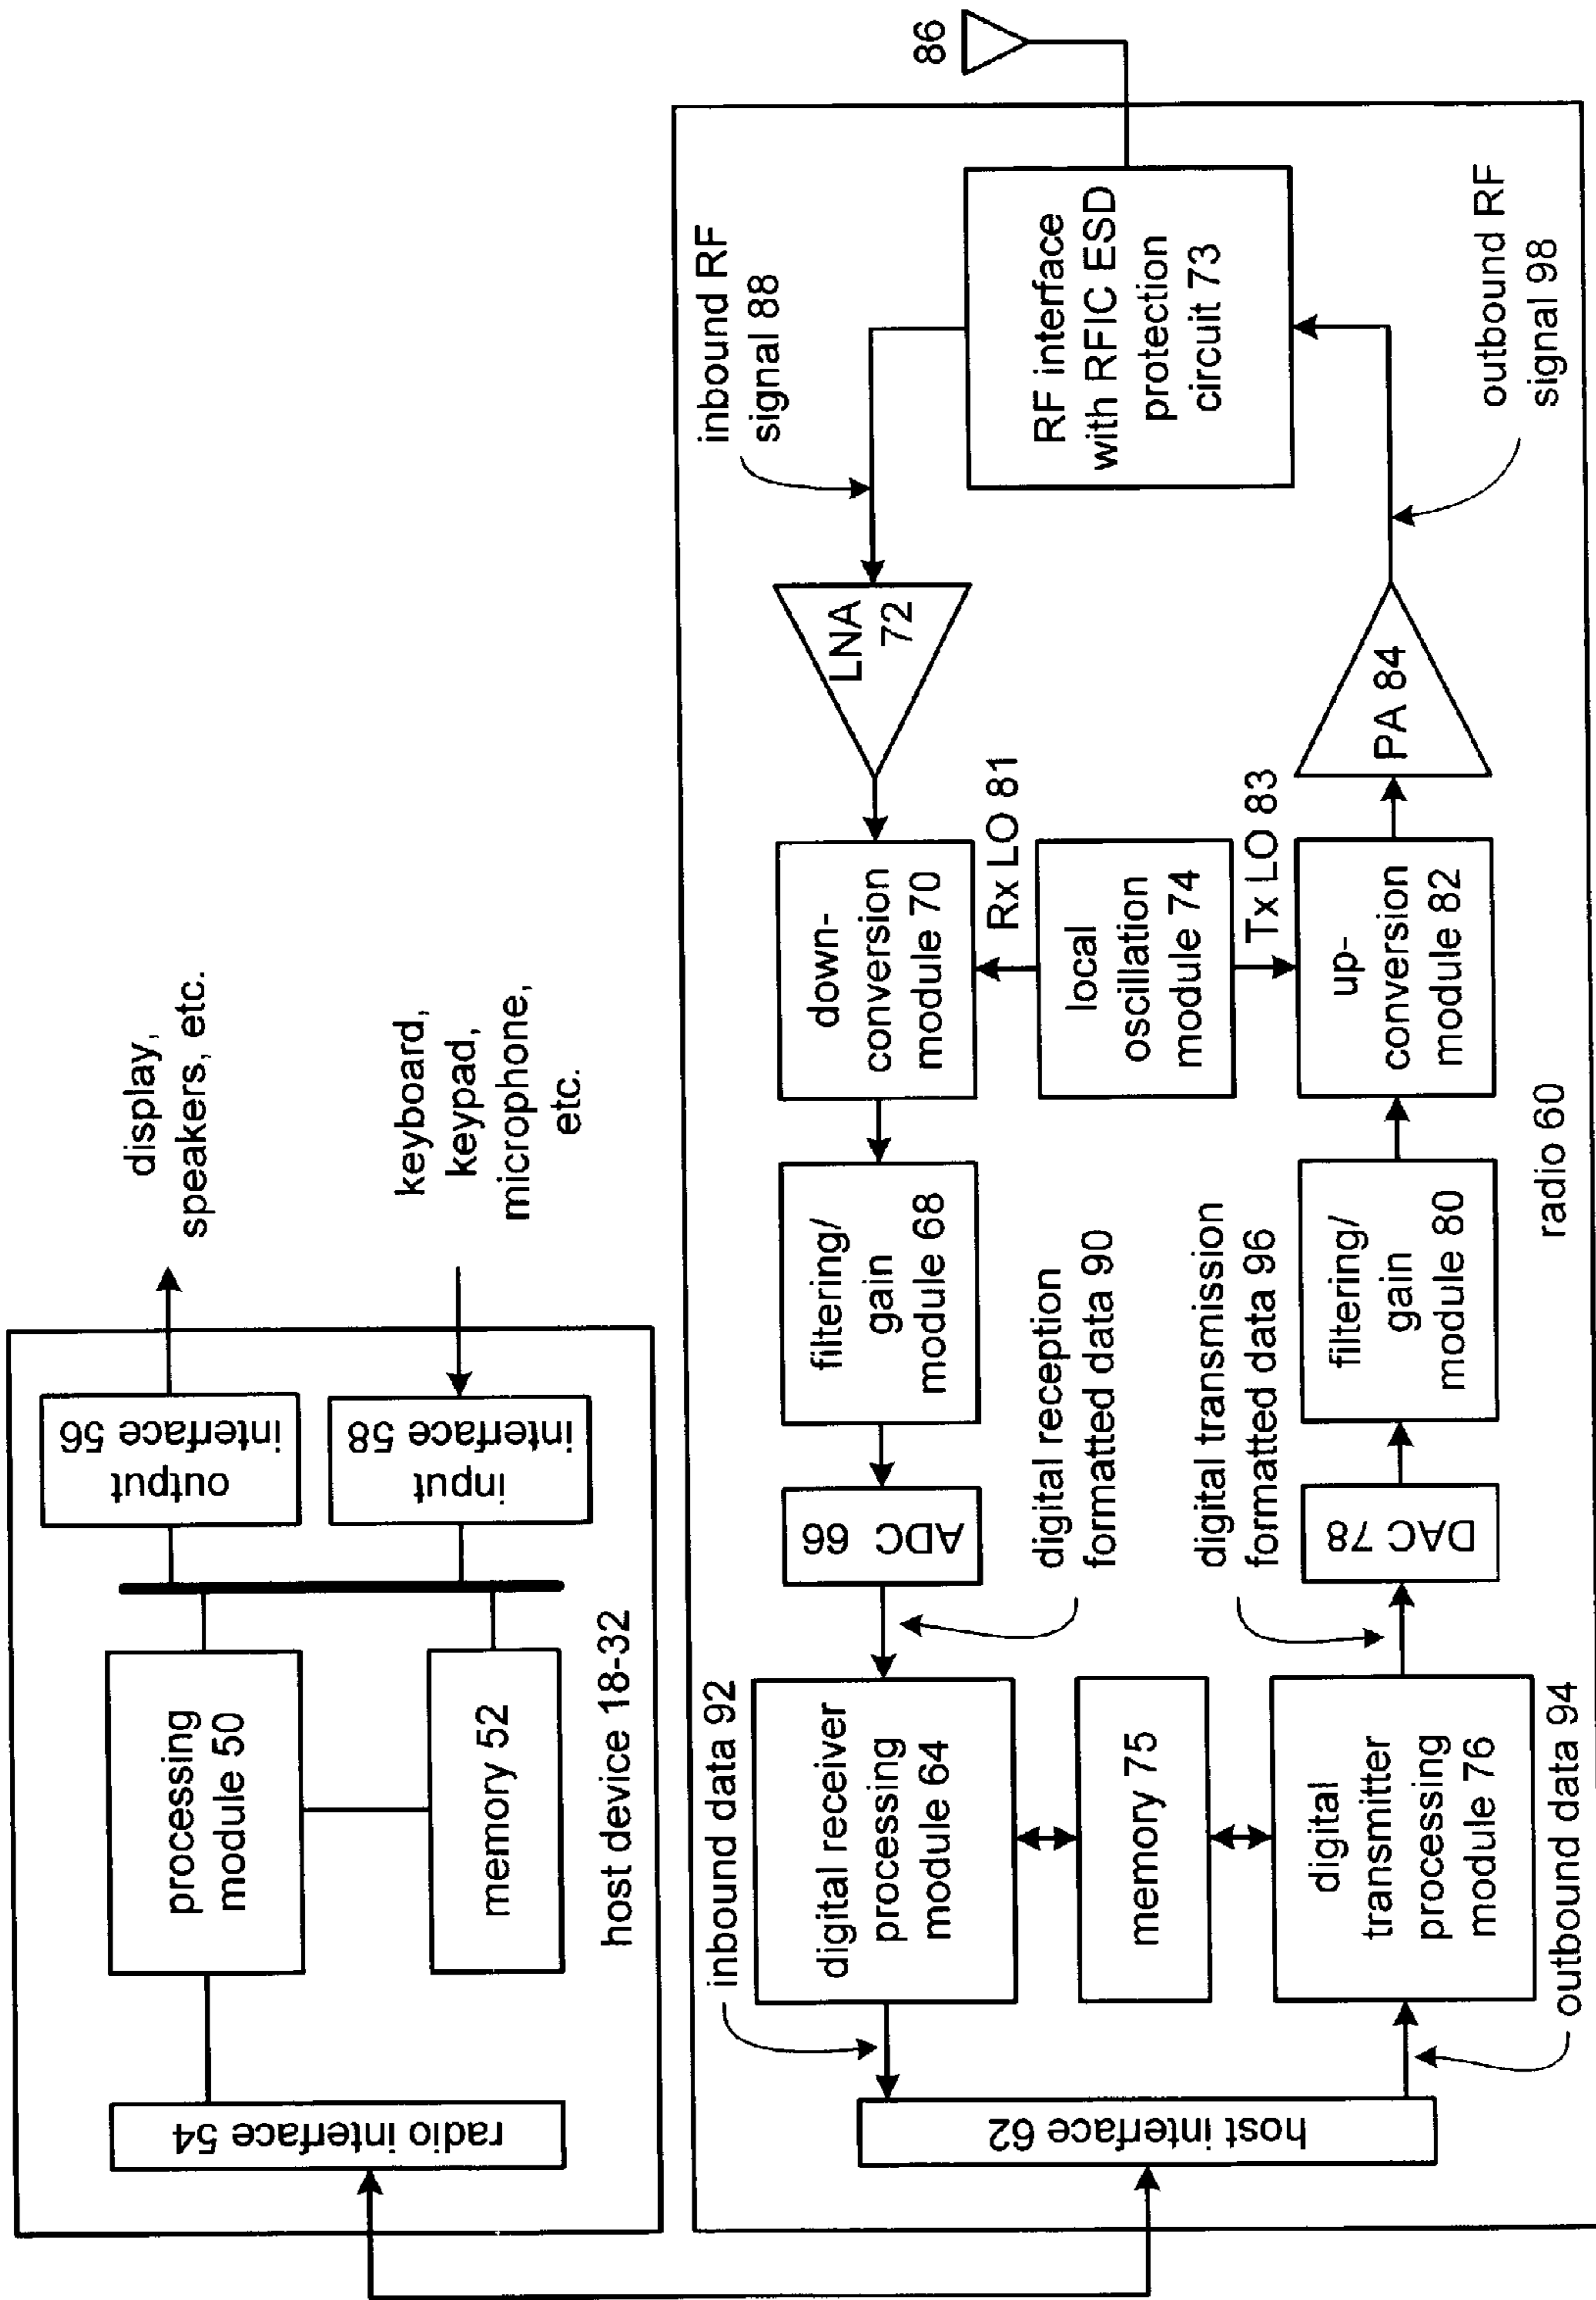 display,
speakers, etc.
keyboard,
keypad,
microphone,
etc.
output
interface 56
input
interface 58
processing
module 50
memory 52
radio interface 54
host device 18-32
86
inbound RF
signal 88
RF interface
with RFIC ESD
protection
circuit 73
outbound RF
signal 98
LNA
72
PA 84
down-
conversion
module 70
Rx LO 81
local
oscillation
module 74
Tx LO 83
up-
conversion
module 82
filtering/
gain
module 68
filtering/
gain
module 80
radio 60
ADC
66
digital reception
formatted data 90
digital transmission
formatted data 96
DAC 78
inbound data 92
digital receiver
processing
module 64
memory 75
digital
transmitter
processing
module 76
outbound data 94
host interface 62